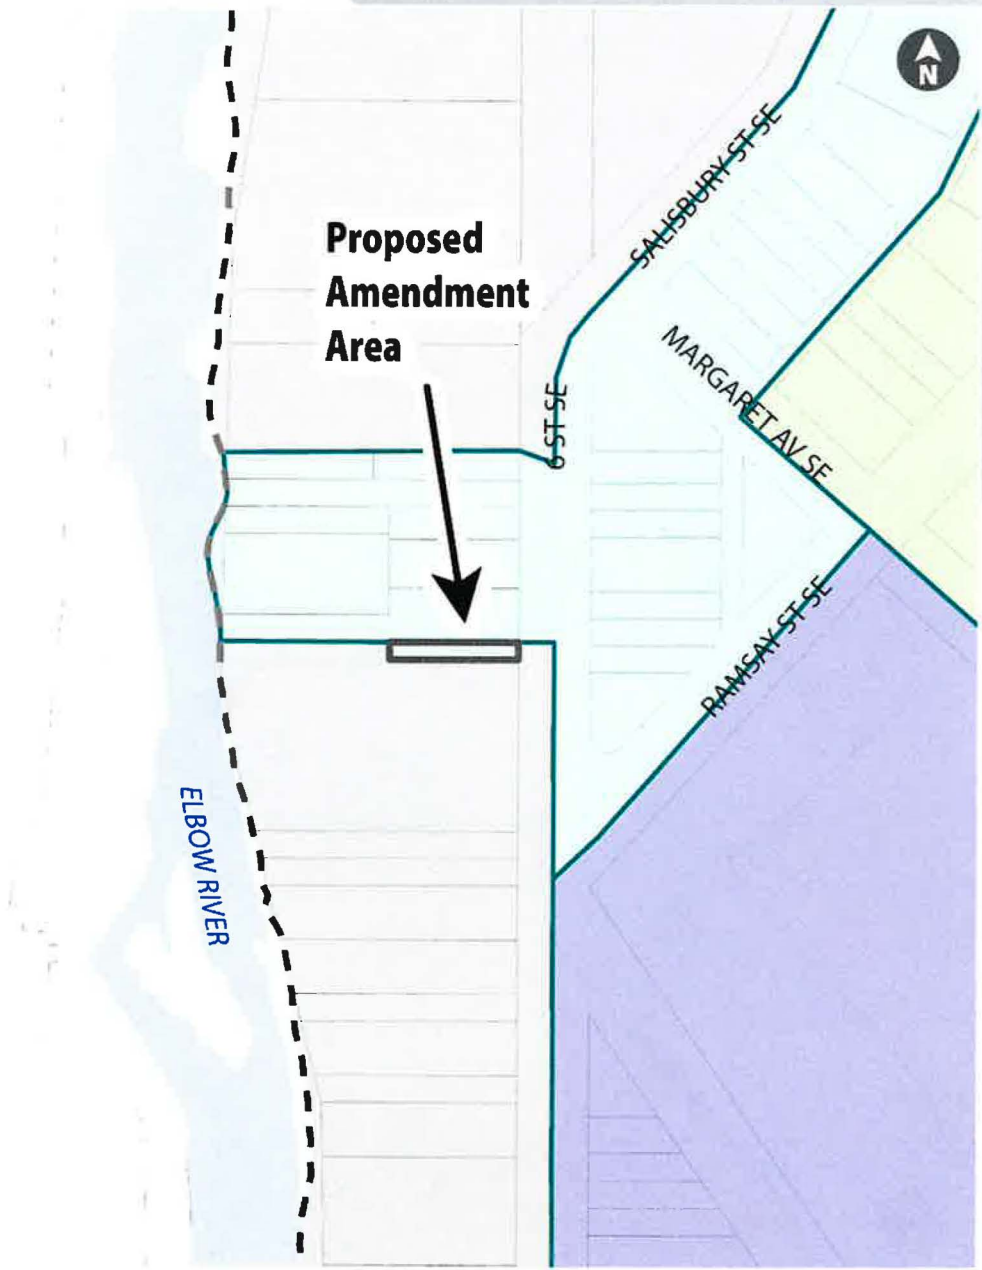 N
SALISBURY ST SE
Proposed
Amendment
Area
MARGARET AV SE
6 ST SE
RAMSAY ST SE
ELBOW RIVER